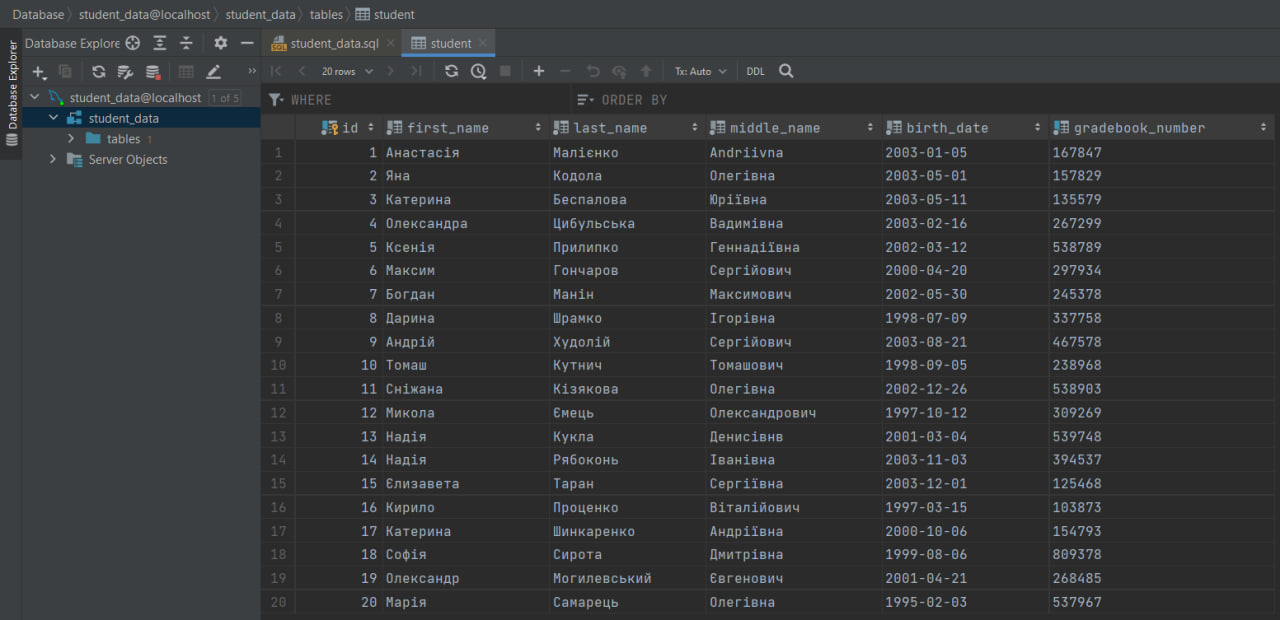 Database student_data@localhost student_data tables student
Database Explore student_data.sql student
20 rows Tx: Auto DDL
Database Explorer
student_data@localhost 1 of 5
student_data
tables 1
Server Objects
WHERE ORDER BY
id first_name last_name middle_name birth_date gradebook_number
1 1 Анастасія Малієнко Andriivna 2003-01-05 167847
2 2 Яна Кодола Олегівна 2003-05-01 157829
3 3 Катерина Беспалова Юріївна 2003-05-11 135579
4 4 Олександра Цибульська Вадимівна 2003-02-16 267299
5 5 Ксенія Прилипко Геннадіївна 2002-03-12 538789
6 6 Максим Гончаров Сергійович 2000-04-20 297934
7 7 Богдан Манін Максимович 2002-05-30 245378
8 8 Дарина Шрамко Ігорівна 1998-07-09 337758
9 9 Андрій Худолій Сергійович 2003-08-21 467578
10 10 Томаш Кутнич Томашович 1998-09-05 238968
11 11 Сніжана Кізякова Олегівна 2002-12-26 538903
12 12 Микола Ємець Олександрович 1997-10-12 309269
13 13 Надія Кукла Денисівнв 2001-03-04 539748
14 14 Надія Рябоконь Іванівна 2003-11-03 394537
15 15 Єлизавета Таран Сергіївна 2003-12-01 125468
16 16 Кирило Проценко Віталійович 1997-03-15 103873
17 17 Катерина Шинкаренко Андріївна 2000-10-06 154793
18 18 Софія Сирота Дмитрівна 1999-08-06 809378
19 19 Олександр Могилевський Євгенович 2001-04-21 268485
20 20 Марія Самарець Олегівна 1995-02-03 537967